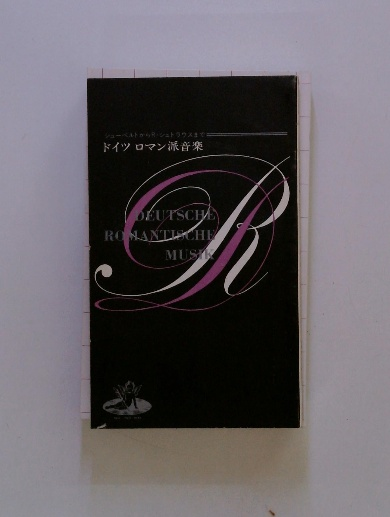 シューベルトからR·シュトラウスまで
ドイツ ロマン派音楽
R
DEUTSCHE
ROMANTISCHE
MUSIK